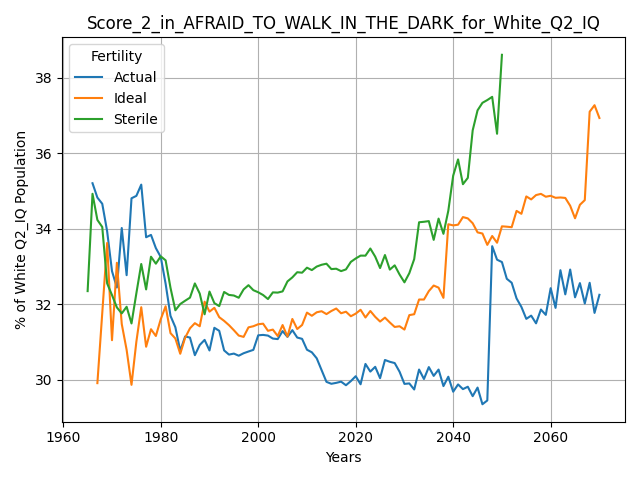 Score_2_in_AFRAID_TO_WALK_IN_THE_DARK_for_White_Q2_IQ
Fertility
Actual
Ideal
Sterile
% of White Q2_IQ Population
38
36
34
32
30
1960
1980
2000
2020
2040
2060
Years